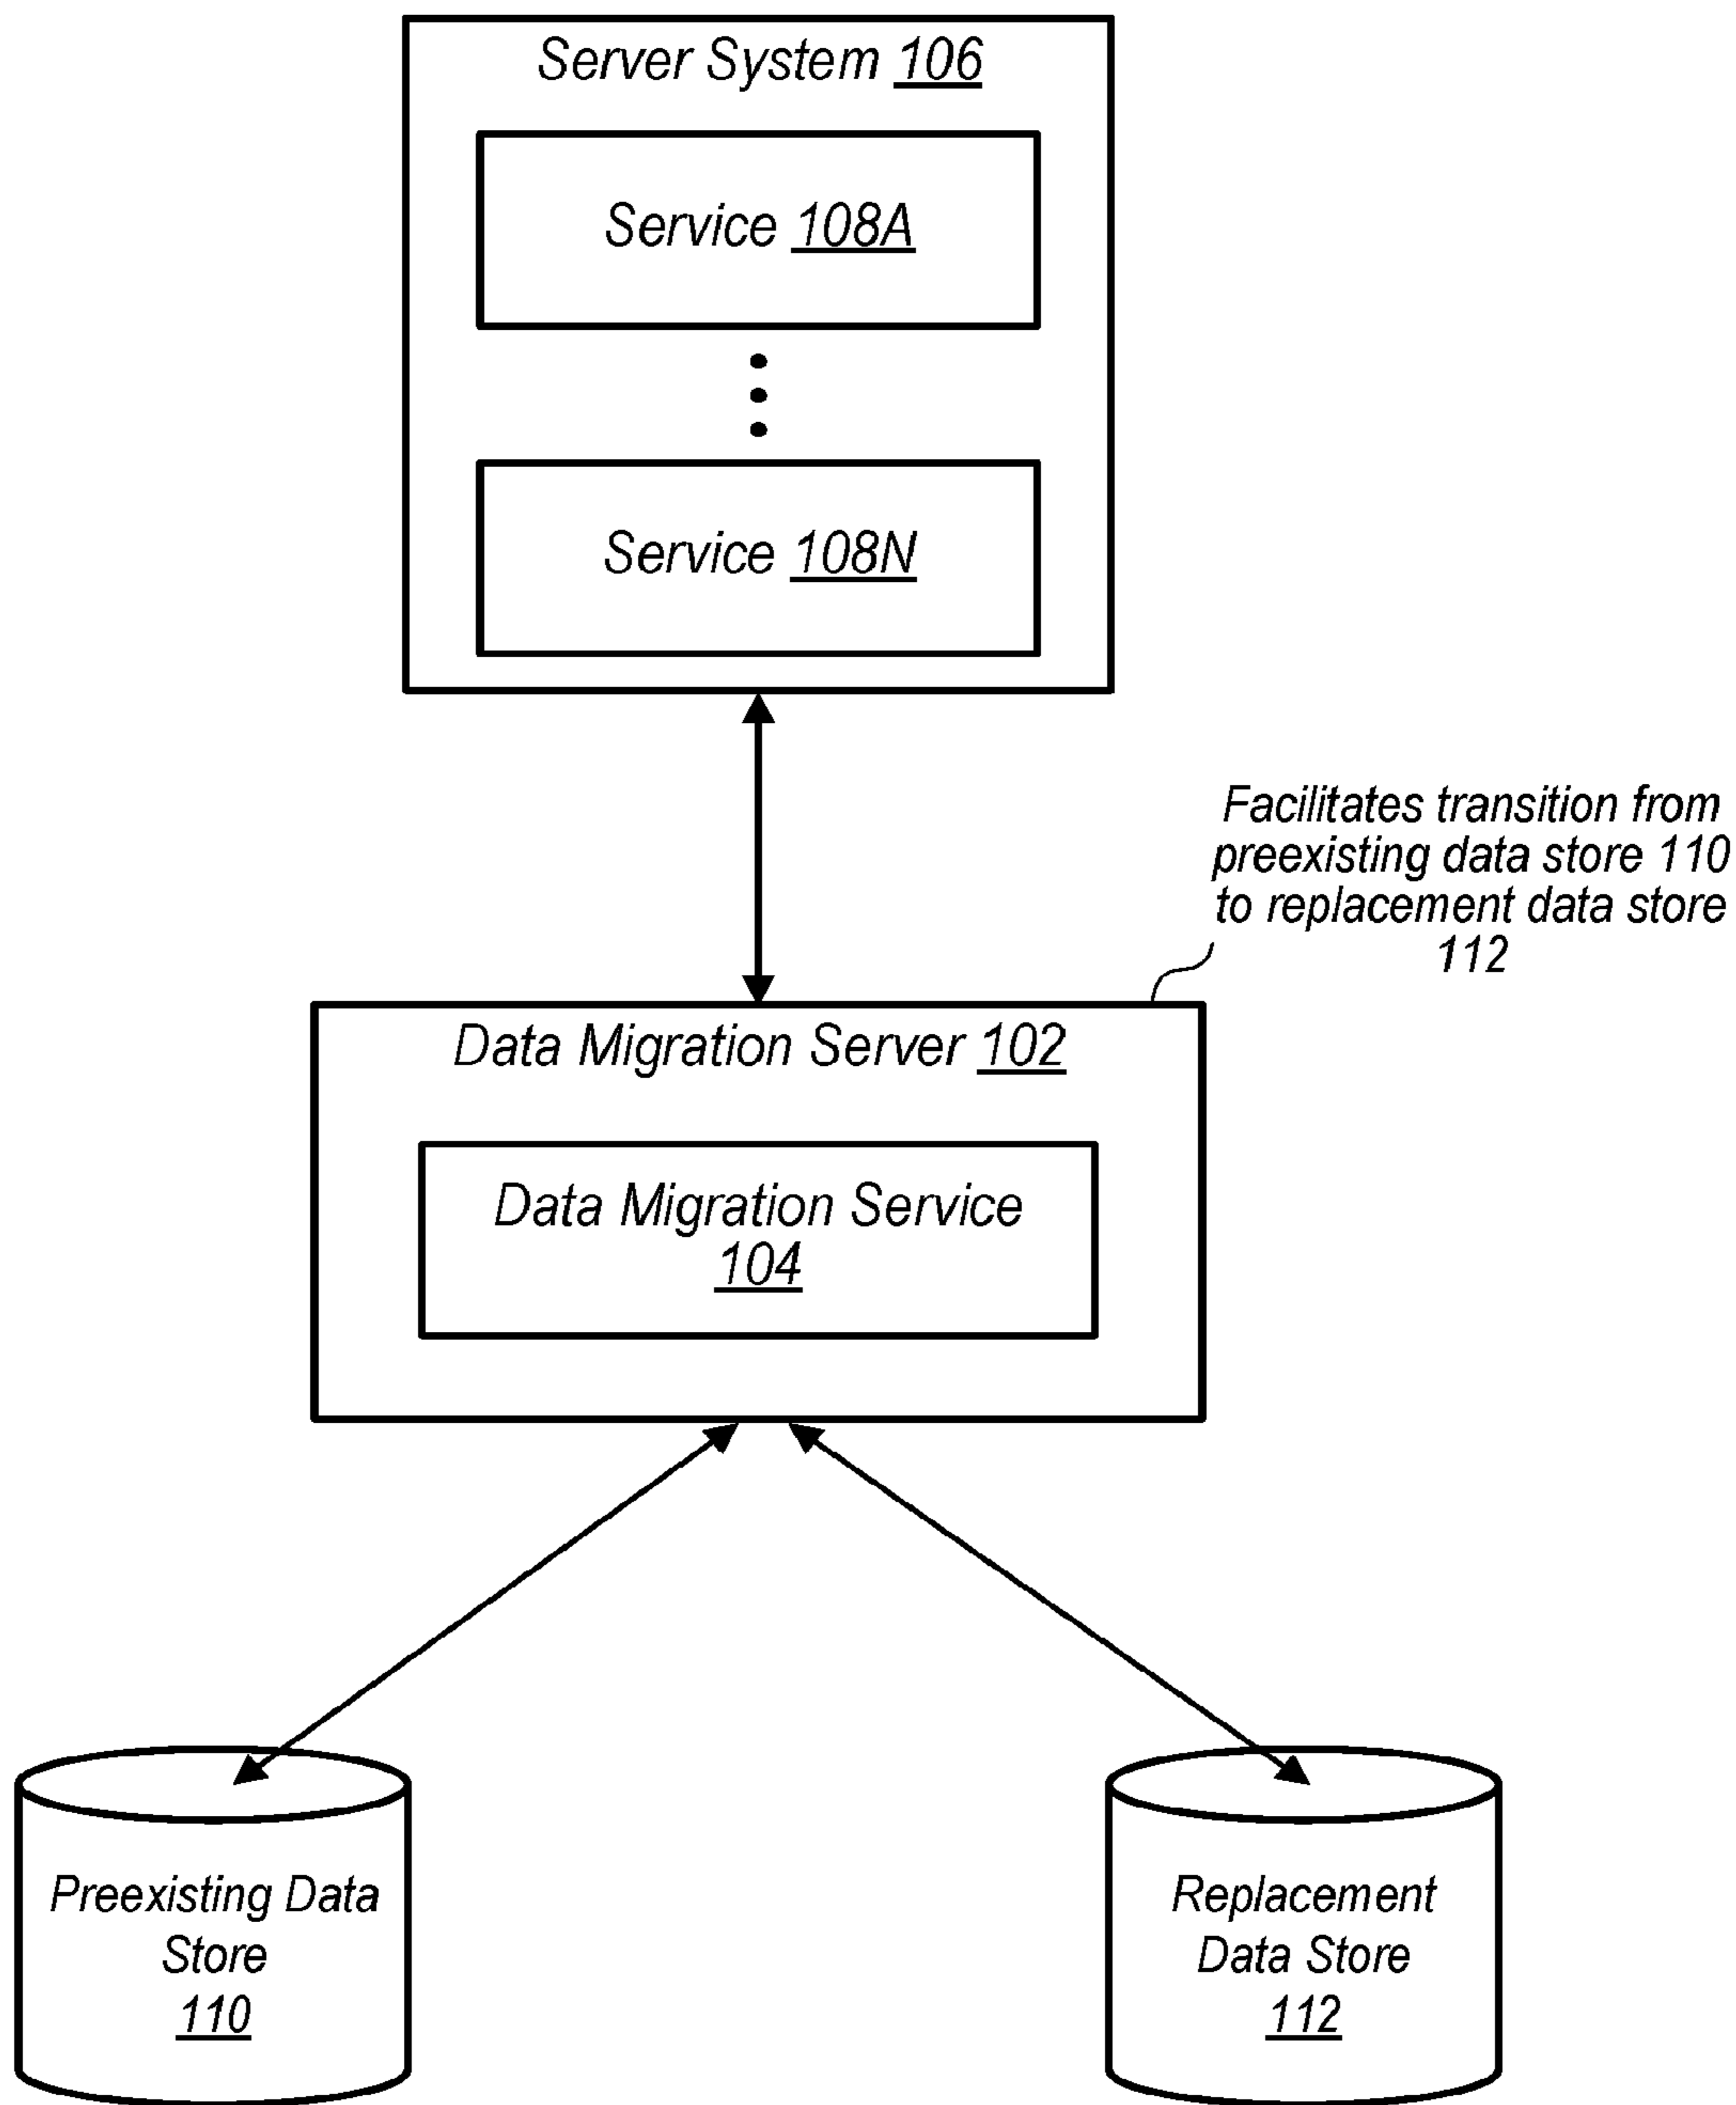 Server System 106
Service 108A
Service 108N
Facilitates transition from
preexisting data store 110
to replacement data store
112
Data Migration Server 102
Data Migration Service
104
Preexisting Data
Store
110
Replacement
Data Store
112